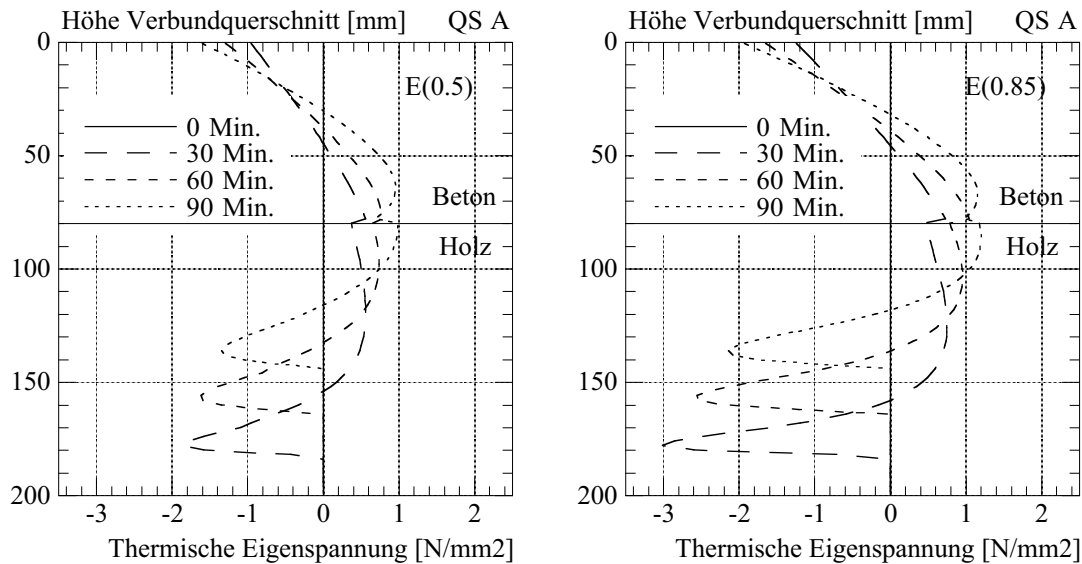 Höhe Verbundquerschnitt [mm] QS A
0
E(0.5)
0 Min.
30 Min.
50
60 Min.
90 Min.
Beton
Holz
100
150
200
-3 -2 -1 0 1 2
Thermische Eigenspannung [N/mm2]
Höhe Verbundquerschnitt [mm] QS A
0
E(0.85)
0 Min.
30 Min.
50
60 Min.
90 Min.
Beton
Holz
100
150
200
-3 -2 -1 0 1 2
Thermische Eigenspannung [N/mm2]